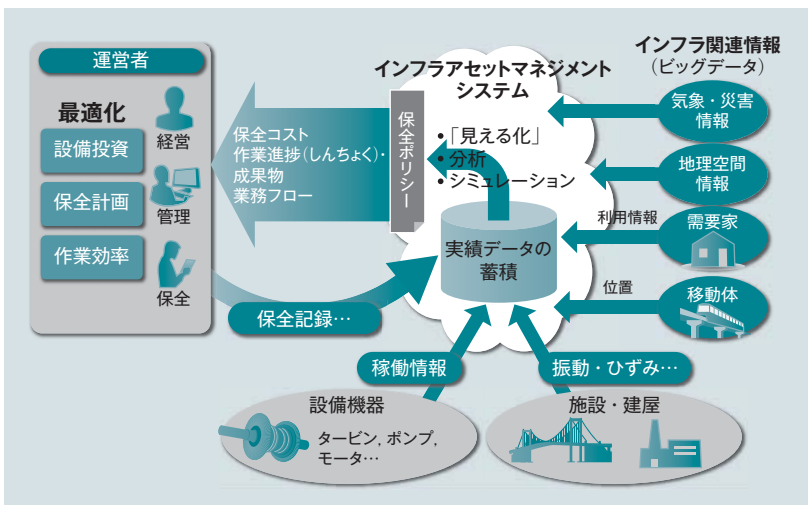 運営者
最適化
設備投資
保全計画
作業効率
経営
管理
保全
保全コスト
作業進捗(しんちょく)・
成果物
業務フロー
保全ポリシー
インフラアセットマネジメント
システム
•「見える化」
•分析
•シミュレーション
実績データの
蓄積
インフラ関連情報
(ビッグデータ)
気象・災害
情報
地理空間
情報
利用情報
需要家
位置
移動体
保全記録…
稼働情報
振動・ひずみ…
設備機器
タービン, ポンプ,
モータ…
施設・建屋